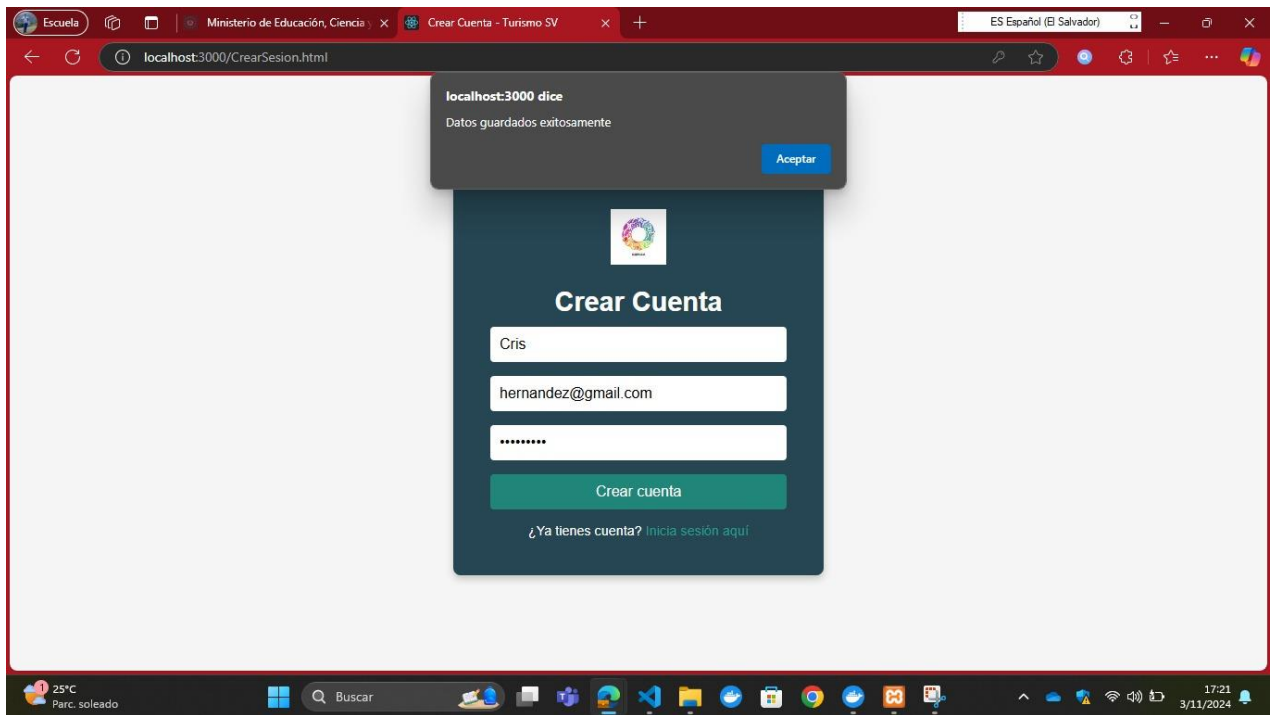 Escuela
Ministerio de Educación, Ciencia y
Crear Cuenta - Turismo SV
ES Español (El Salvador)
localhost:3000/CrearSesion.html
localhost:3000 dice
Datos guardados exitosamente
Aceptar
Crear Cuenta
Cris
hernandez@gmail.com
•••••••••
Crear cuenta
¿Ya tienes cuenta? Inicia sesión aquí
1
25°C
Parc. soleado
Buscar
17:21
3/11/2024